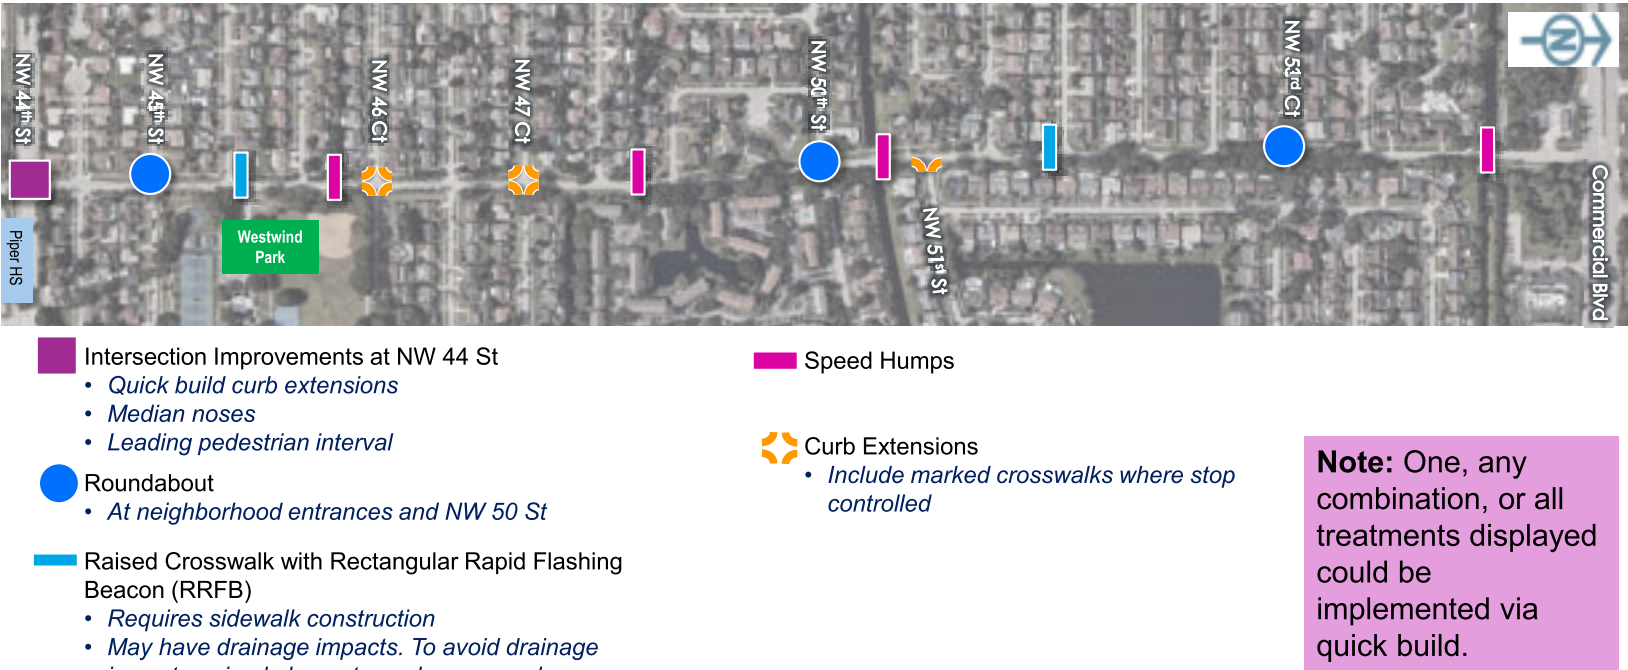 NW 44th St
NW 45th St
NW 46 Ct
NW 47 Ct
NW 50th St
NW 51st St
NW 53rd Ct
Commercial Blvd
N
Piper HS
Westwind
Park
Intersection Improvements at NW 44 St
• Quick build curb extensions
• Median noses
• Leading pedestrian interval
Roundabout
• At neighborhood entrances and NW 50 St
Raised Crosswalk with Rectangular Rapid Flashing
Beacon (RRFB)
• Requires sidewalk construction
• May have drainage impacts. To avoid drainage
Speed Humps
Curb Extensions
• Include marked crosswalks where stop
controlled
Note: One, any
combination, or all
treatments displayed
could be
implemented via
quick build.